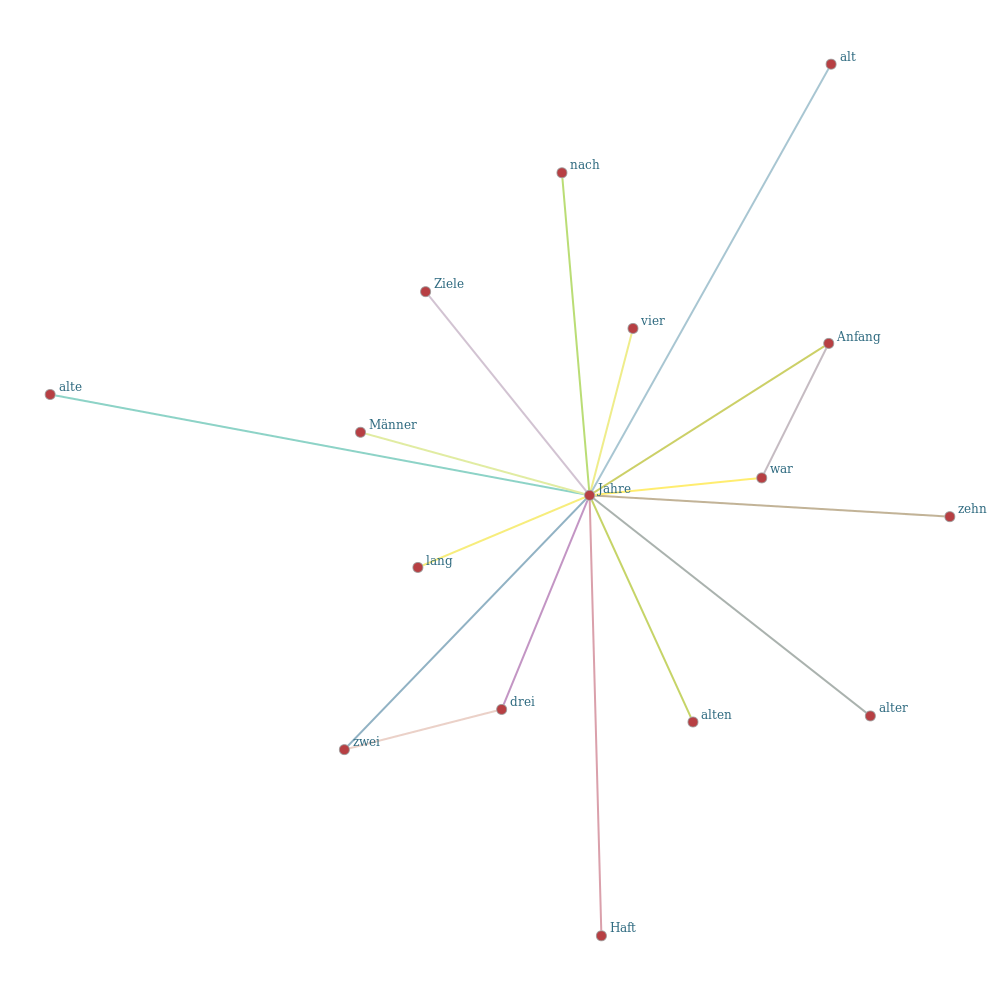 alt
nach
Ziele
vier
Anfang
alte
Männer
war
Jahre
zehn
lang
drei
alter
alten
zwei
Haft